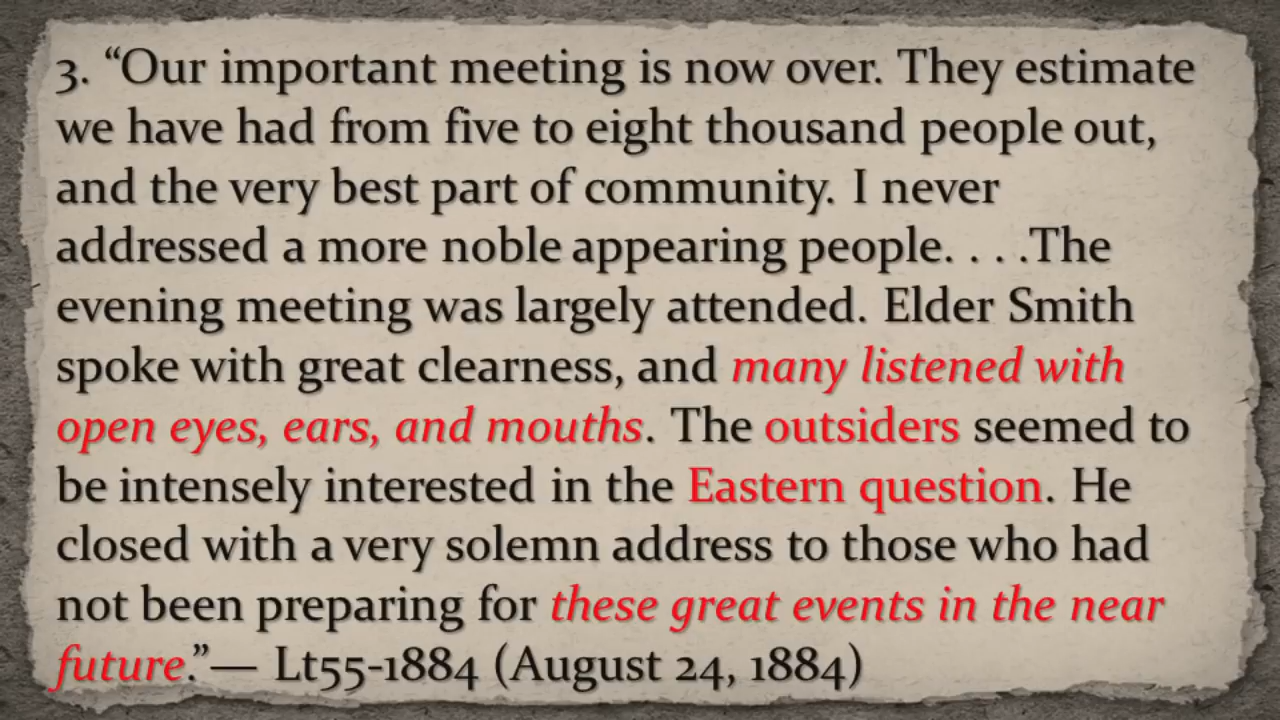 3. “Our important meeting is now over. They estimate
we have had from five to eight thousand people out,
and the very best part of community. I never
addressed a more noble appearing people. . . .The
evening meeting was largely attended. Elder Smith
spoke with great clearness, and many listened with
open eyes, ears, and mouths. The outsiders seemed to
be intensely interested in the Eastern question. He
closed with a very solemn address to those who had
not been preparing for these great events in the near
future.”— Lt55-1884 (August 24, 1884)